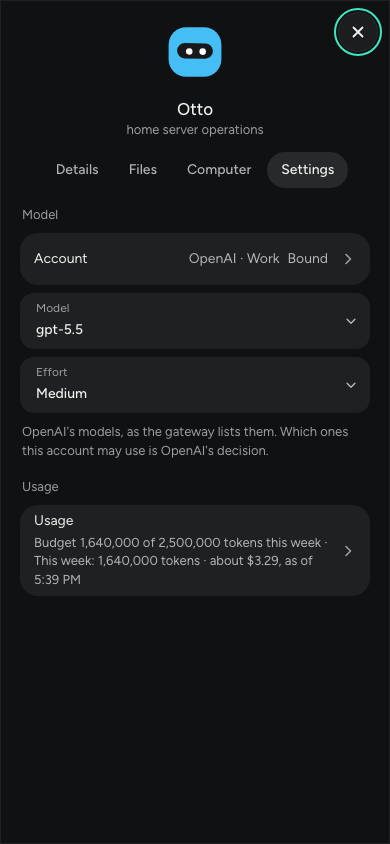 Otto
home server operations
Details Files Computer Settings
Model
Account OpenAI · Work Bound
Model
gpt-5.5
Effort
Medium
OpenAI's models, as the gateway lists them. Which ones
this account may use is OpenAI's decision.
Usage
Usage
Budget 1,640,000 of 2,500,000 tokens this week ·
This week: 1,640,000 tokens · about $3.29, as of
5:39 PM